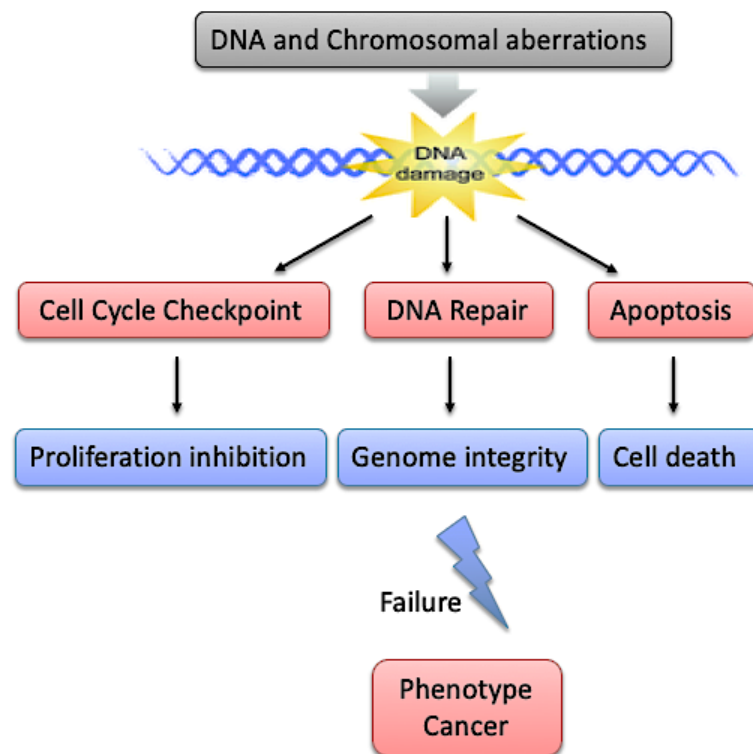 DNA and Chromosomal aberrations
DNA
damage
Cell Cycle Checkpoint
DNA Repair
Apoptosis
Proliferation inhibition
Genome integrity
Cell death
Failure
Phenotype
Cancer